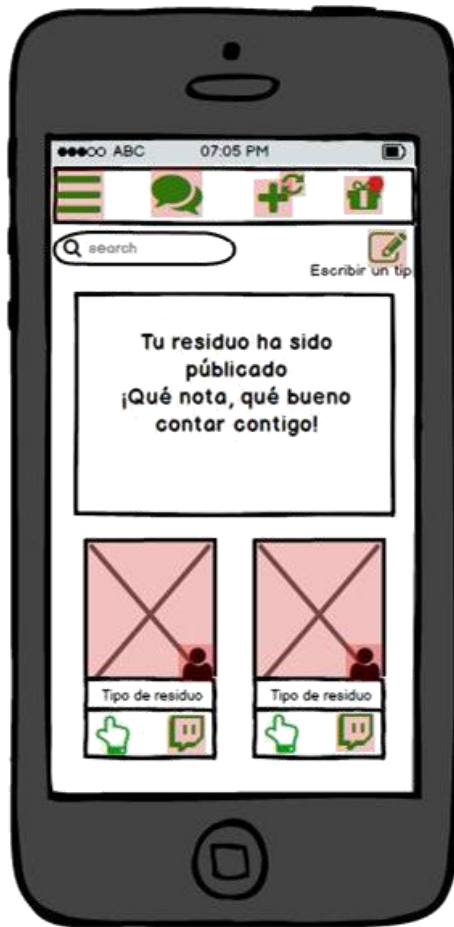 ABC 07:05 PM
search
Escribir un tip
Tu residuo ha sido
públicado
¡Qué nota, qué bueno
contar contigo!
Tipo de residuo Tipo de residuo